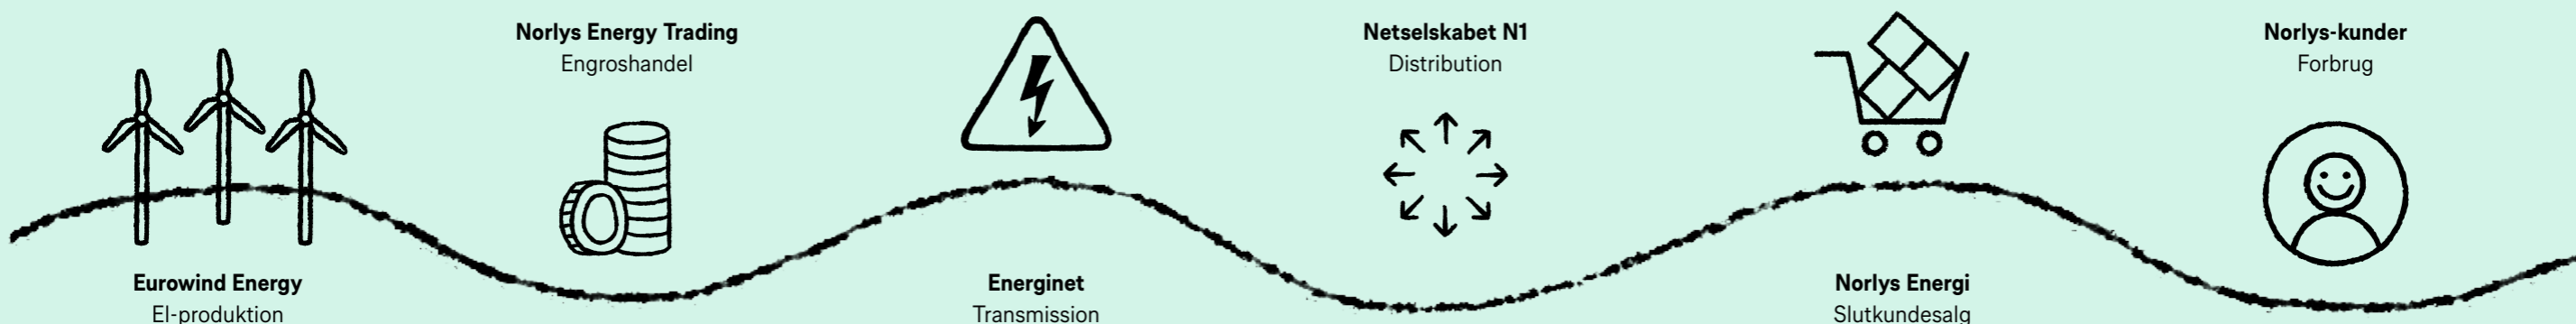 Eurowind Energy
El-produktion
Norlys Energy Trading
Engroshandel
Energinet
Transmission
Netselskabet N1
Distribution
Norlys Energi
Slutkundesalg
Norlys-kunder
Forbrug